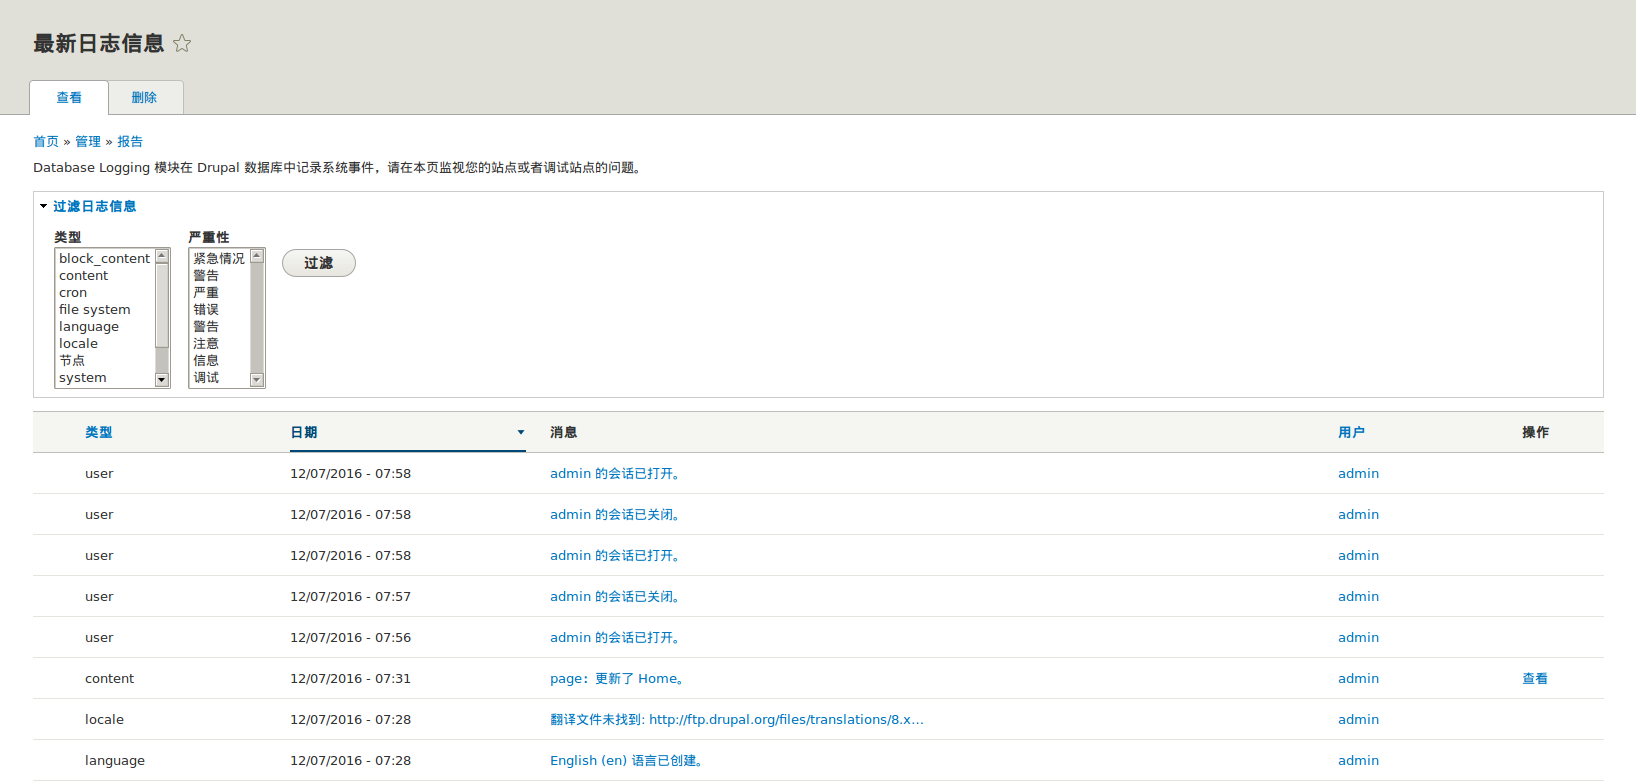 最新日志信息
查看 删除
首页 » 管理 » 报告
Database Logging 模块在 Drupal 数据库中记录系统事件，请在本页监视您的站点或者调试站点的问题。
过滤日志信息
类型 严重性
block_content 紧急情况 过滤
content 警告
cron 严重
file system 错误
language 警告
locale 注意
节点 信息
system 调试
类型 日期 消息 用户 操作
user 12/07/2016 - 07:58 admin 的会话已打开。 admin
user 12/07/2016 - 07:58 admin 的会话已关闭。 admin
user 12/07/2016 - 07:58 admin 的会话已打开。 admin
user 12/07/2016 - 07:57 admin 的会话已关闭。 admin
user 12/07/2016 - 07:56 admin 的会话已打开。 admin
content 12/07/2016 - 07:31 page：更新了 Home。 admin 查看
locale 12/07/2016 - 07:28 翻译文件未找到: http://ftp.drupal.org/files/translations/8.x… admin
language 12/07/2016 - 07:28 English (en) 语言已创建。 admin